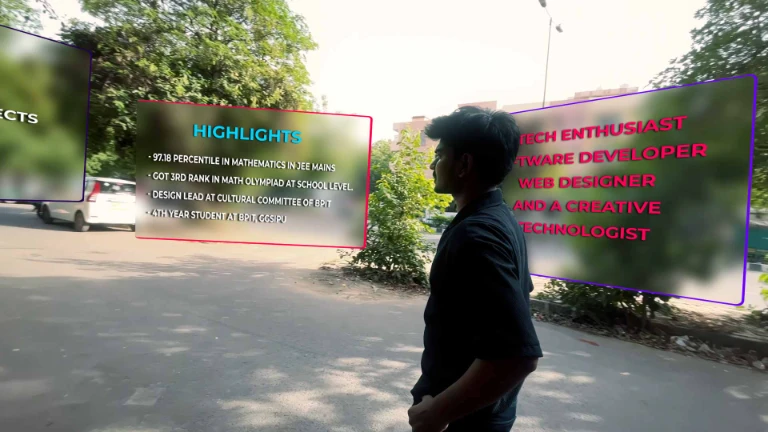 ECTS
HIGHLIGHTS
- 97.18 PERCENTILE IN MATHEMATICS IN JEE MAINS
- GOT 3RD RANK IN MATH OLYMPIAD AT SCHOOL LEVEL.
- DESIGN LEAD AT CULTURAL COMMITTEE OF BPIT
- 4TH YEAR STUDENT AT BPIT, GGSIPU
TECH ENTHUSIAST
TWARE DEVELOPER
WEB DESIGNER
AND A CREATIVE
ECHNOLOGIST